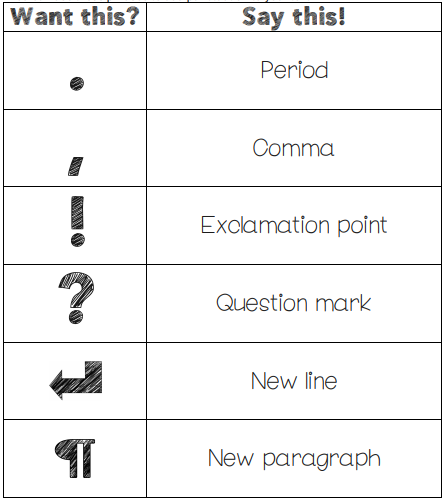 Want this? Say this!
. Period
, Comma
! Exclamation point
? Question mark
↵ New line
¶ New paragraph